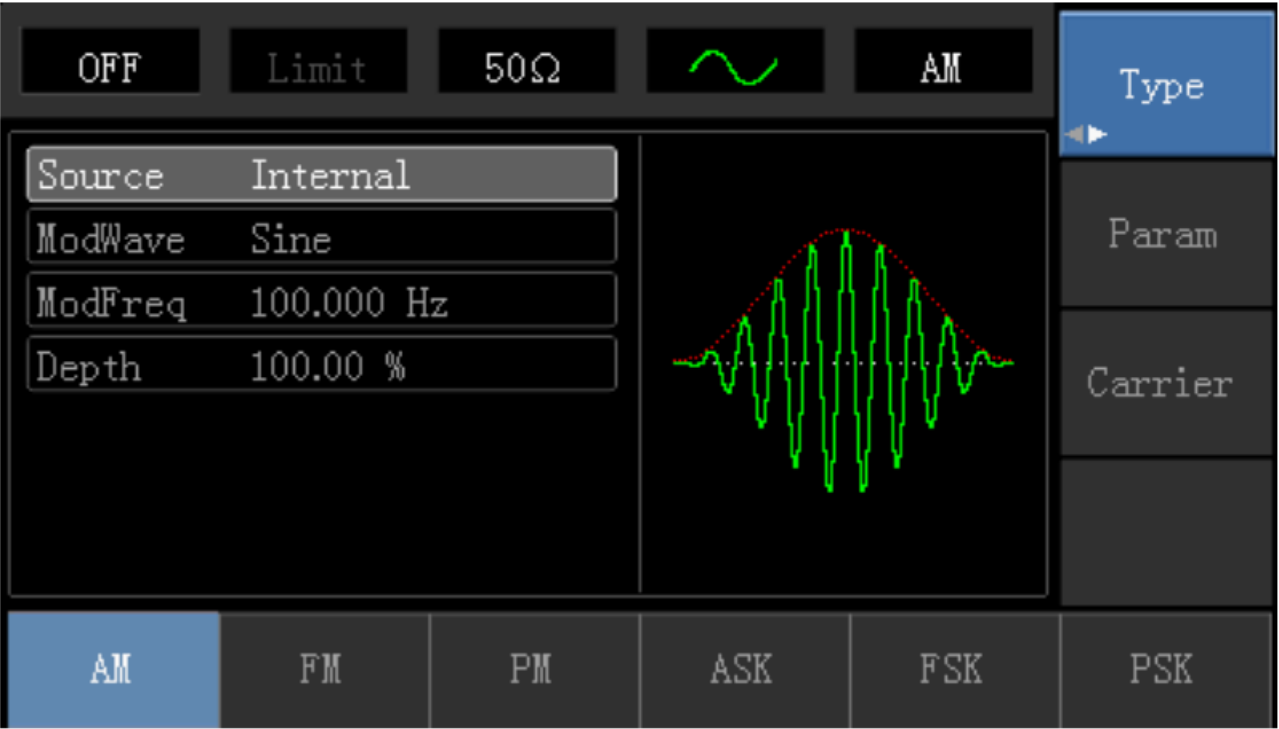 OFF Limit 50Ω AM
Type
Source Internal
ModWave Sine
ModFreq 100.000 Hz
Depth 100.00 %
Param
Carrier
AM FM PM ASK FSK PSK